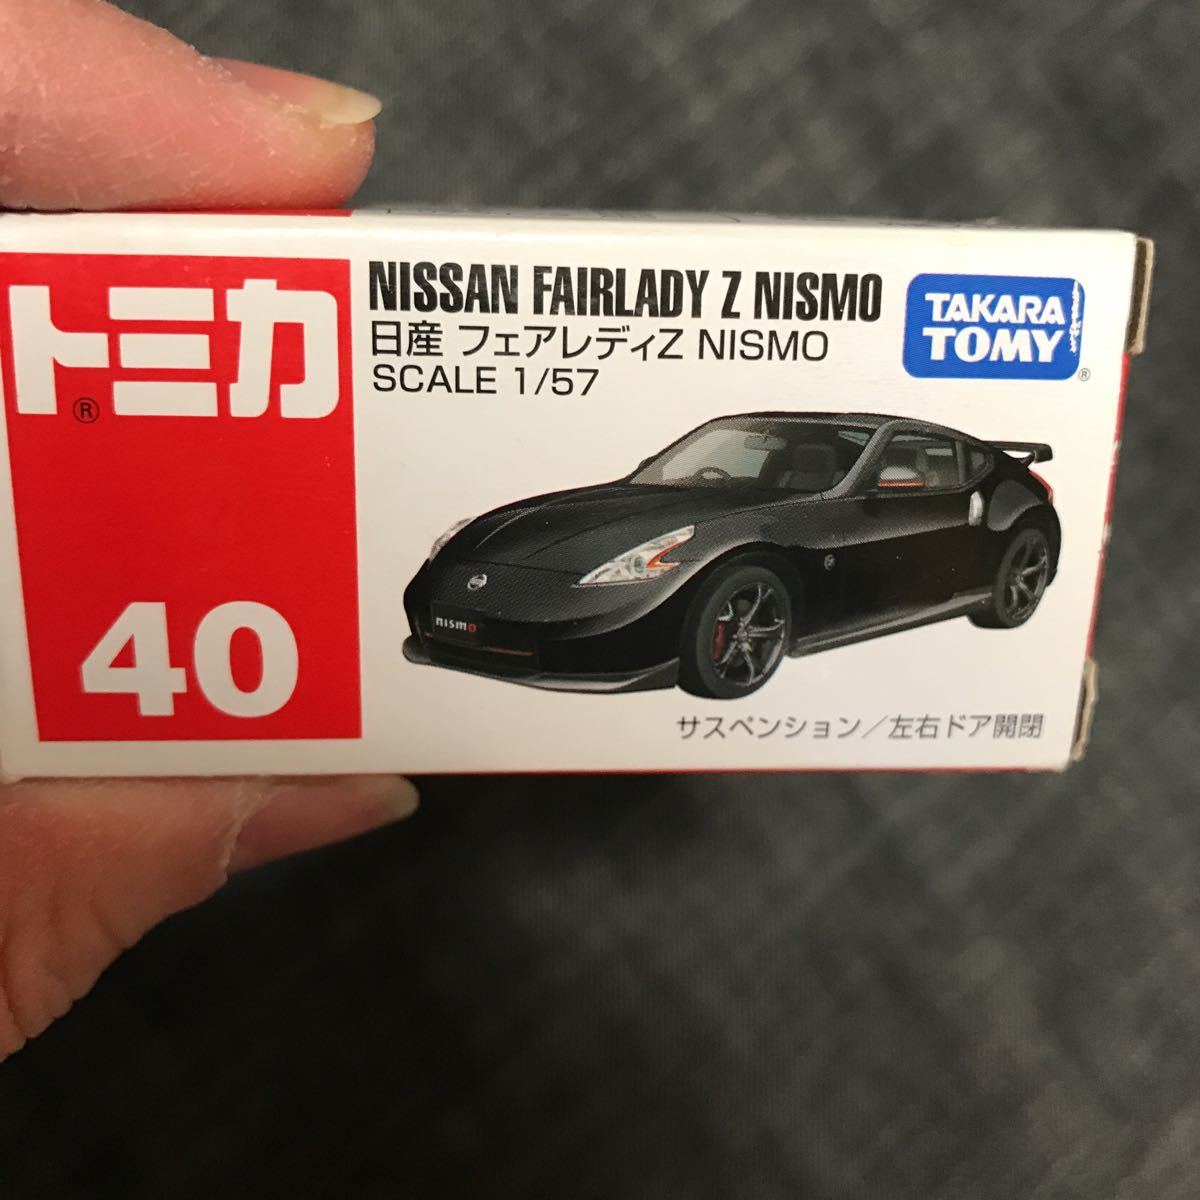 トミカ
®
40
NISSAN FAIRLADY Z NISMO
日産 フェアレディZ NISMO
SCALE 1/57
TAKARA
TOMY
®
nismo
サスペンション／左右ドア開閉